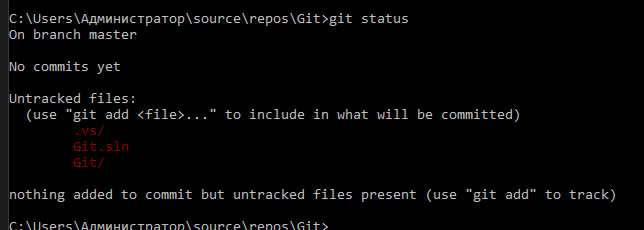 C:\Users\Администратор\source\repos\Git>git status
On branch master
No commits yet
Untracked files:
(use "git add <file>..." to include in what will be committed)
.vs/
Git.sln
Git/
nothing added to commit but untracked files present (use "git add" to track)
C:\Users\Администратор\source\repos\Git>